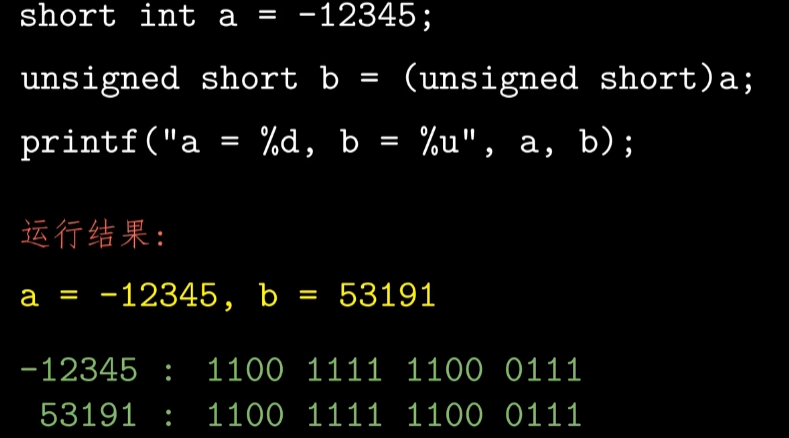 short int a = -12345;
unsigned short b = (unsigned short)a;
printf("a = %d, b = %u", a, b);
运行结果:
a = -12345, b = 53191
-12345 : 1100 1111 1100 0111
53191 : 1100 1111 1100 0111